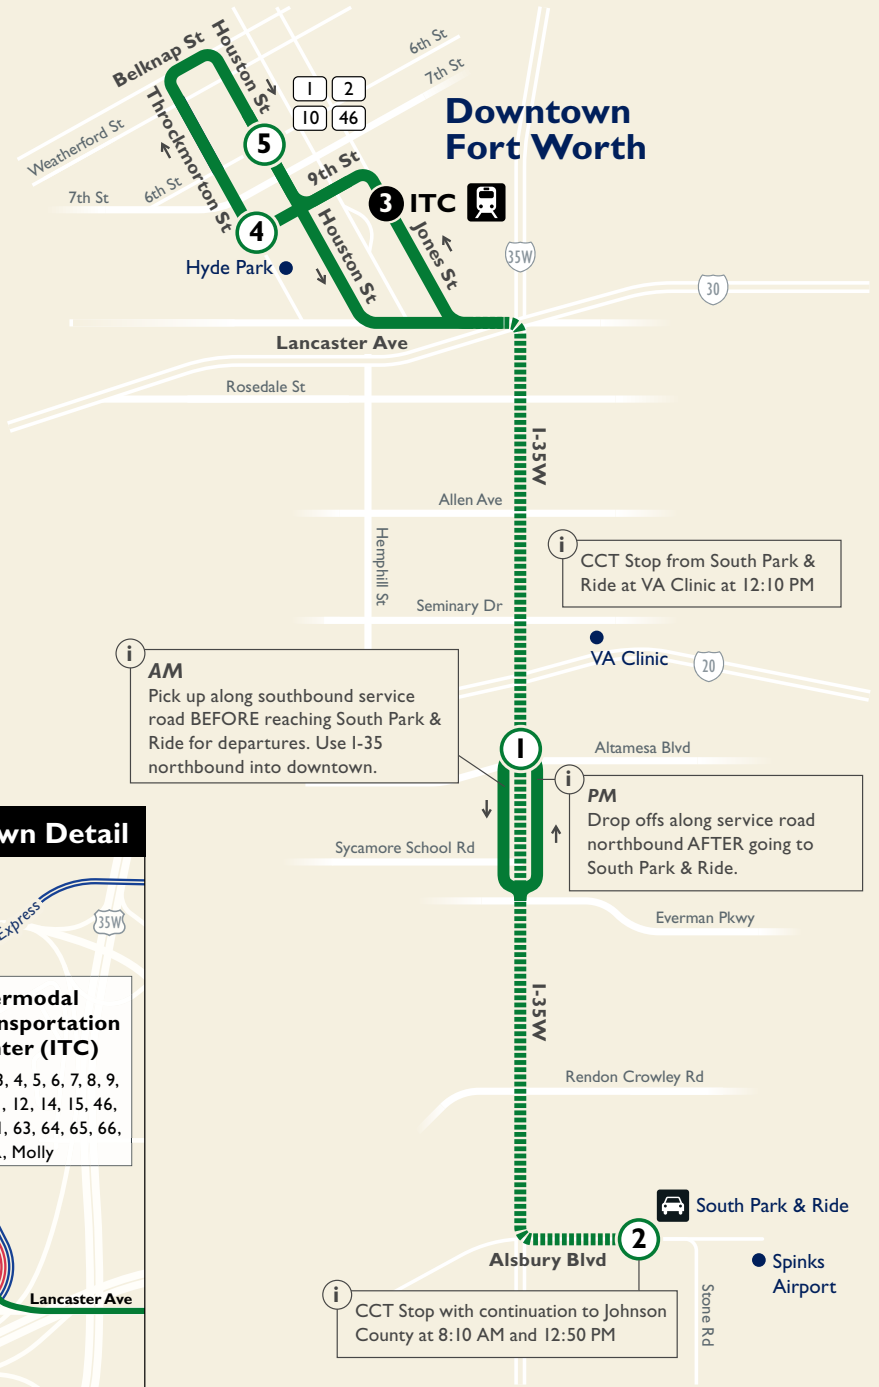 Belknap St
Houston St
6th St
7th St
1
2
10
46
Downtown
Fort Worth
Weatherford St
Throckmorton St
5
9th St
7th St
6th St
3
ITC
4
Hyde Park
Houston St
Jones St
35W
30
Lancaster Ave
Rosedale St
I-35W
Allen Ave
Hemphill St
i
CCT Stop from South Park &
Ride at VA Clinic at 12:10 PM
Seminary Dr
VA Clinic
20
i
AM
Pick up along southbound service
road BEFORE reaching South Park &
Ride for departures. Use I-35
northbound into downtown.
1
Altamesa Blvd
i
PM
Drop offs along service road
northbound AFTER going to
South Park & Ride.
Sycamore School Rd
Everman Pkwy
wn Detail
Express
35W
ermodal
nsportation
ter (ITC)
3, 4, 5, 6, 7, 8, 9,
, 12, 14, 15, 46,
, 63, 64, 65, 66,
, Molly
Lancaster Ave
I-35W
Rendon Crowley Rd
South Park & Ride
2
Alsbury Blvd
Spinks
Airport
Stone Rd
i
CCT Stop with continuation to Johnson
County at 8:10 AM and 12:50 PM